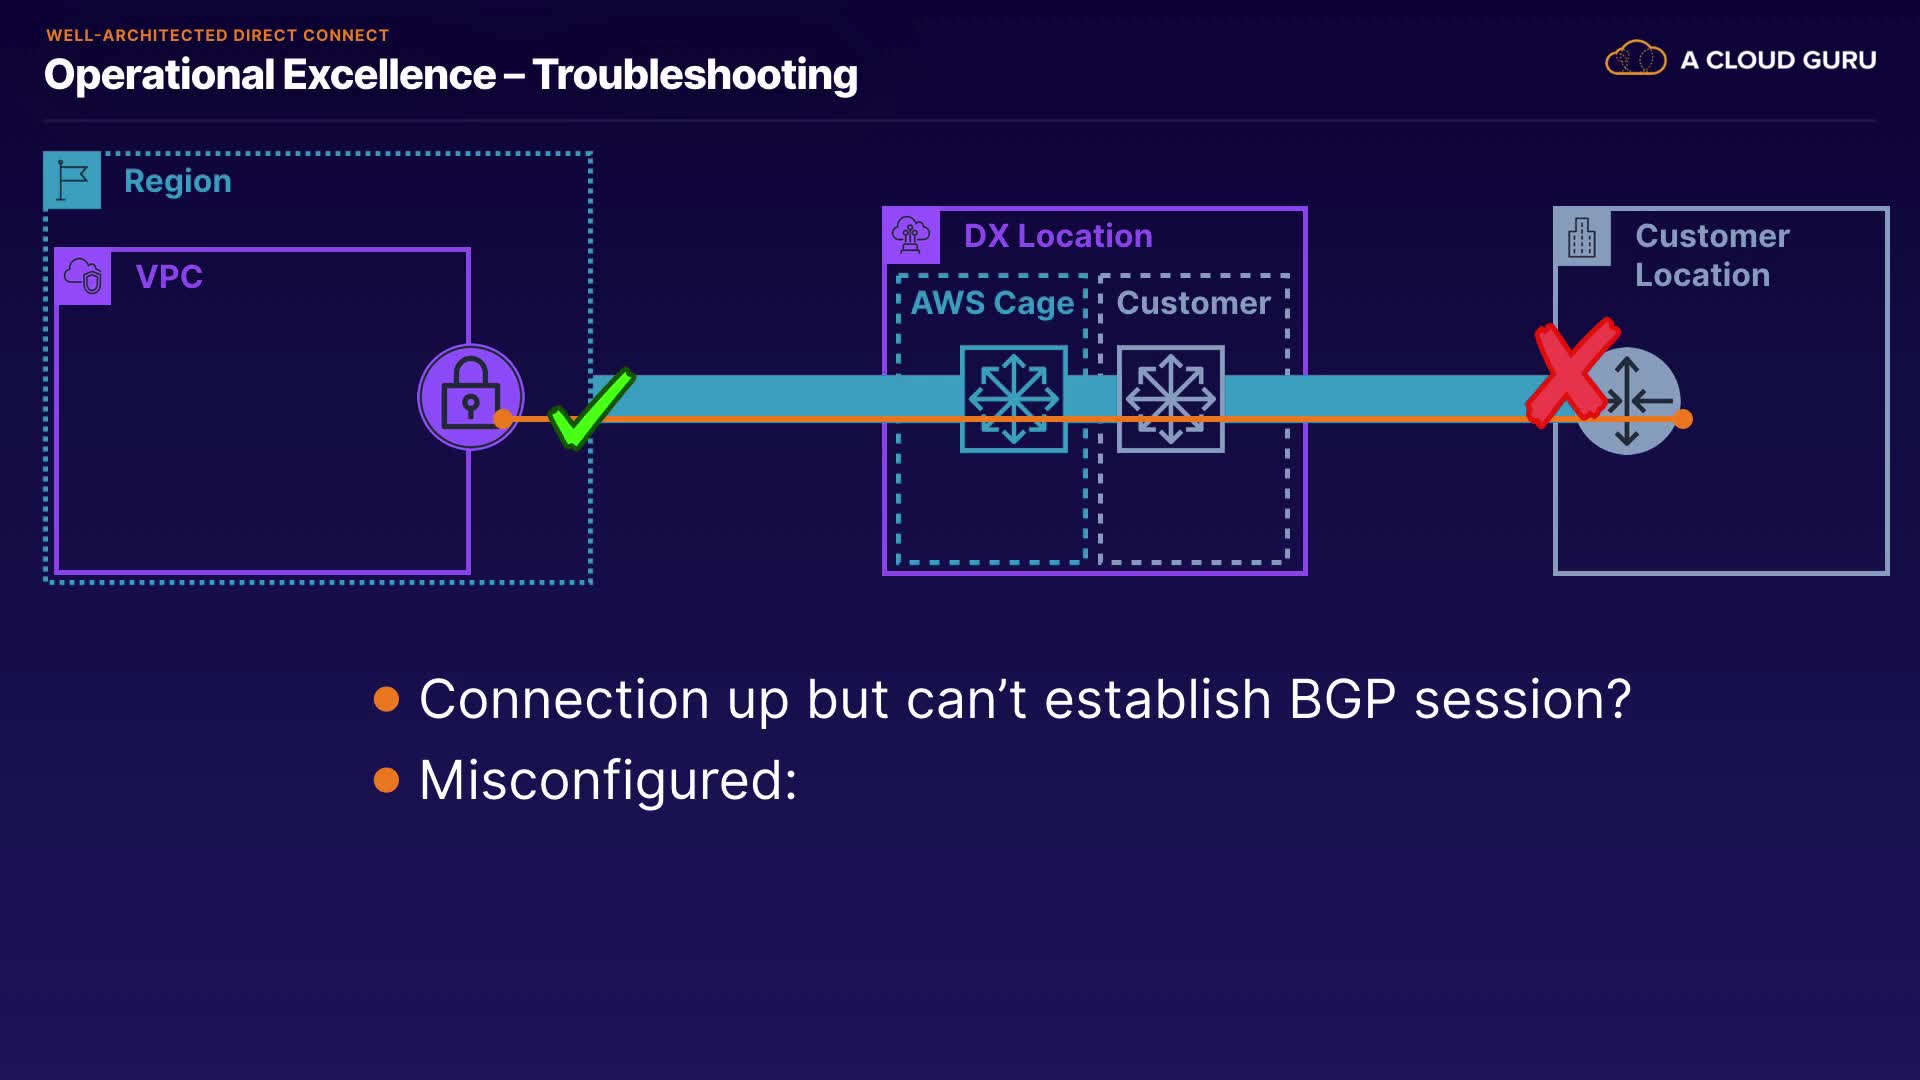 WELL-ARCHITECTED DIRECT CONNECT
Operational Excellence – Troubleshooting
A CLOUD GURU
Region
VPC
DX Location
AWS Cage
Customer
Customer
Location
Connection up but can’t establish BGP session?
Misconfigured: